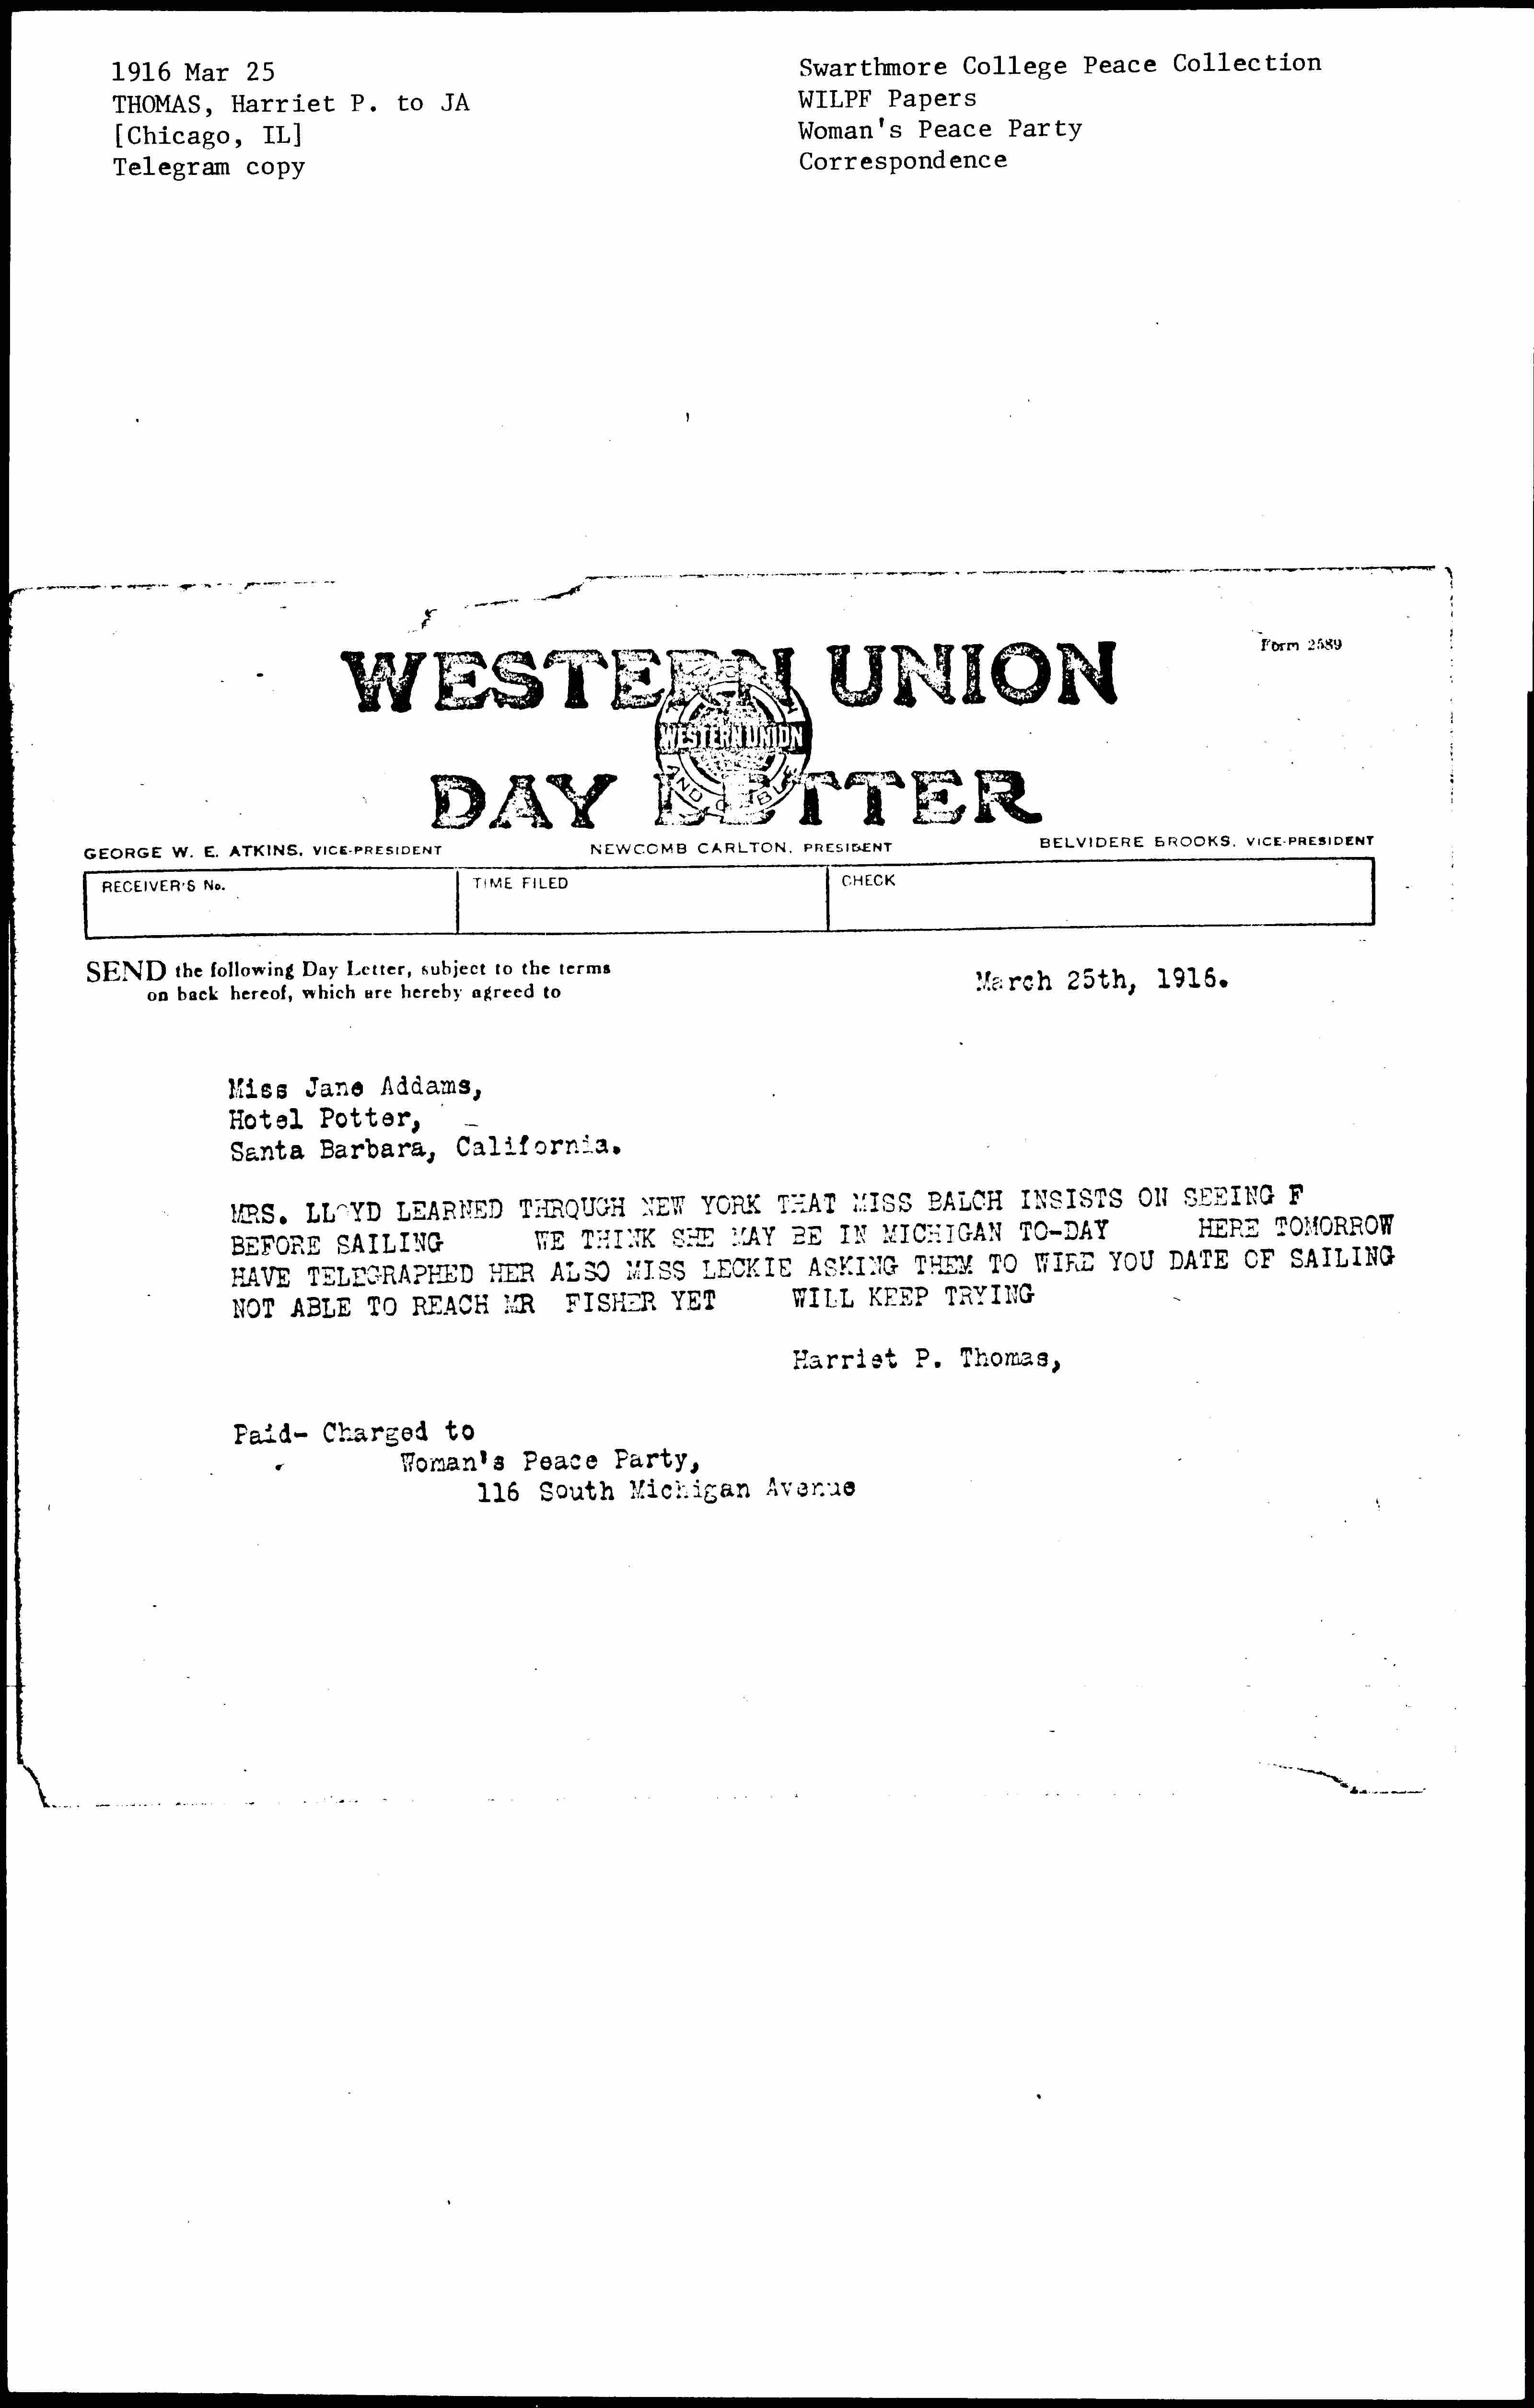 1916 Mar 25
THOMAS, Harriet P. to JA
[Chicago, IL]
Telegram copy
Swarthmore College Peace Collection
WILPF Papers
Woman's Peace Party
Correspondence
Form 2589
WESTERN UNION
WESTERN UNION
AND CABLE
DAY LETTER
GEORGE W. E. ATKINS, VICE-PRESIDENT NEWCOMB CARLTON, PRESIDENT BELVIDERE BROOKS, VICE-PRESIDENT
RECEIVER'S No. TIME FILED CHECK
SEND the following Day Letter, subject to the terms
on back hereof, which are hereby agreed to
March 25th, 1916.
Miss Jane Addams,
Hotel Potter,
Santa Barbara, California.
MRS. LLOYD LEARNED THRQUGH NEW YORK THAT MISS BALCH INSISTS ON SEEING F
BEFORE SAILING WE THINK SHE MAY BE IN MICHIGAN TO-DAY HERE TOMORROW
HAVE TELEGRAPHED HER ALSO MISS LECKIE ASKING THEM TO WIRE YOU DATE OF SAILING
NOT ABLE TO REACH MR FISHER YET WILL KEEP TRYING
Harriet P. Thomas,
Paid- Charged to
Woman's Peace Party,
116 South Michigan Avenue